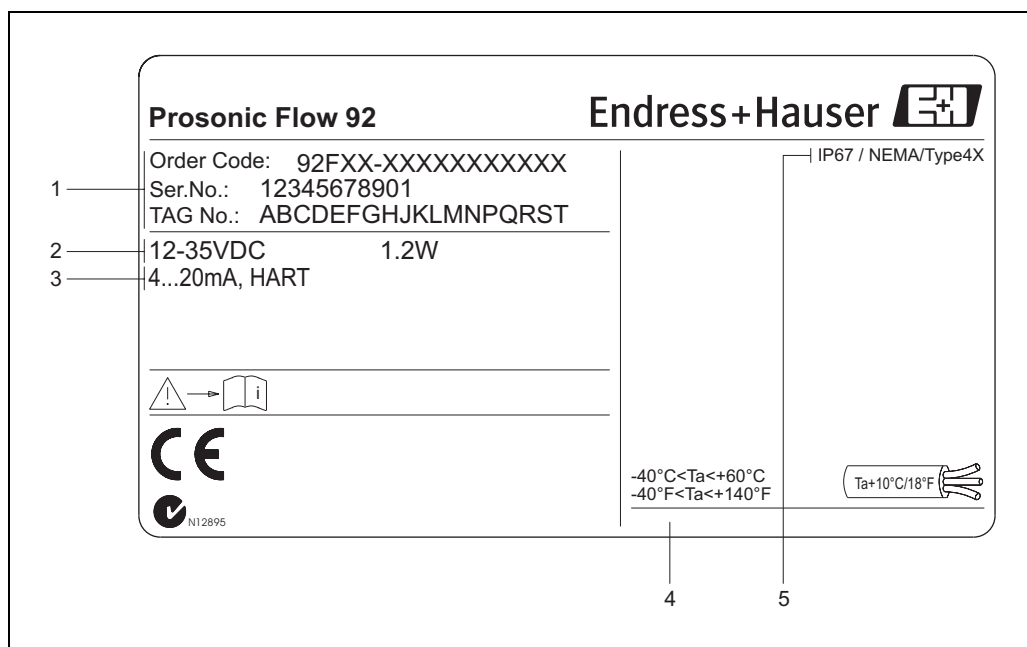 Prosonic Flow 92
Endress+Hauser EH
IP67 / NEMA/Type4X
Order Code: 92FXX-XXXXXXXXXXX
1
Ser.No.: 12345678901
TAG No.: ABCDEFGHJKLMNPQRST
2
12-35VDC 1.2W
3
4...20mA, HART
i
CE
N12895
-40°C<Ta<+60°C
-40°F<Ta<+140°F
Ta+10°C/18°F
4
5